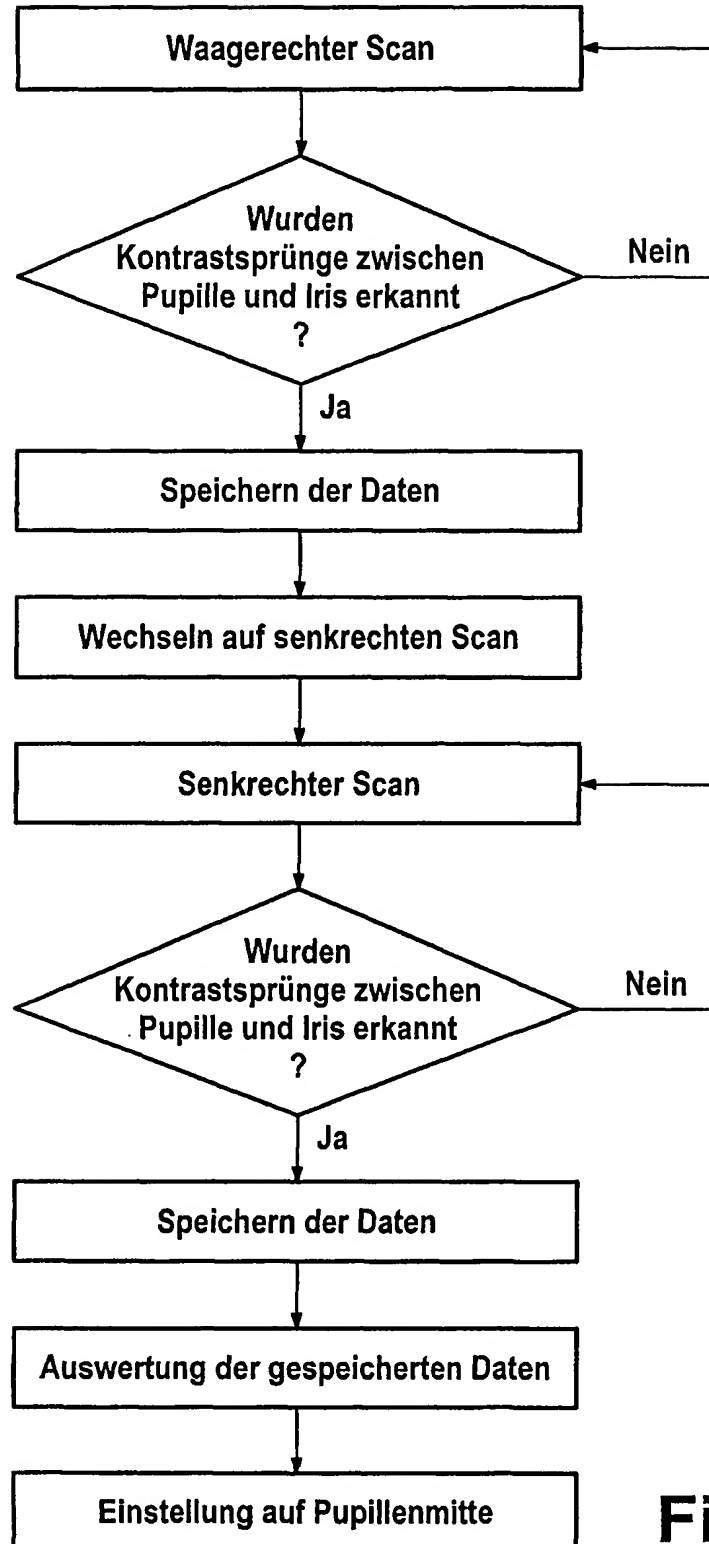 Waagerechter Scan
Wurden
Kontrastsprünge zwischen
Pupille und Iris erkannt
?
Nein
Ja
Speichern der Daten
Wechseln auf senkrechten Scan
Senkrechter Scan
Wurden
Kontrastsprünge zwischen
Pupille und Iris erkannt
?
Nein
Ja
Speichern der Daten
Auswertung der gespeicherten Daten
Einstellung auf Pupillenmitte
Fi